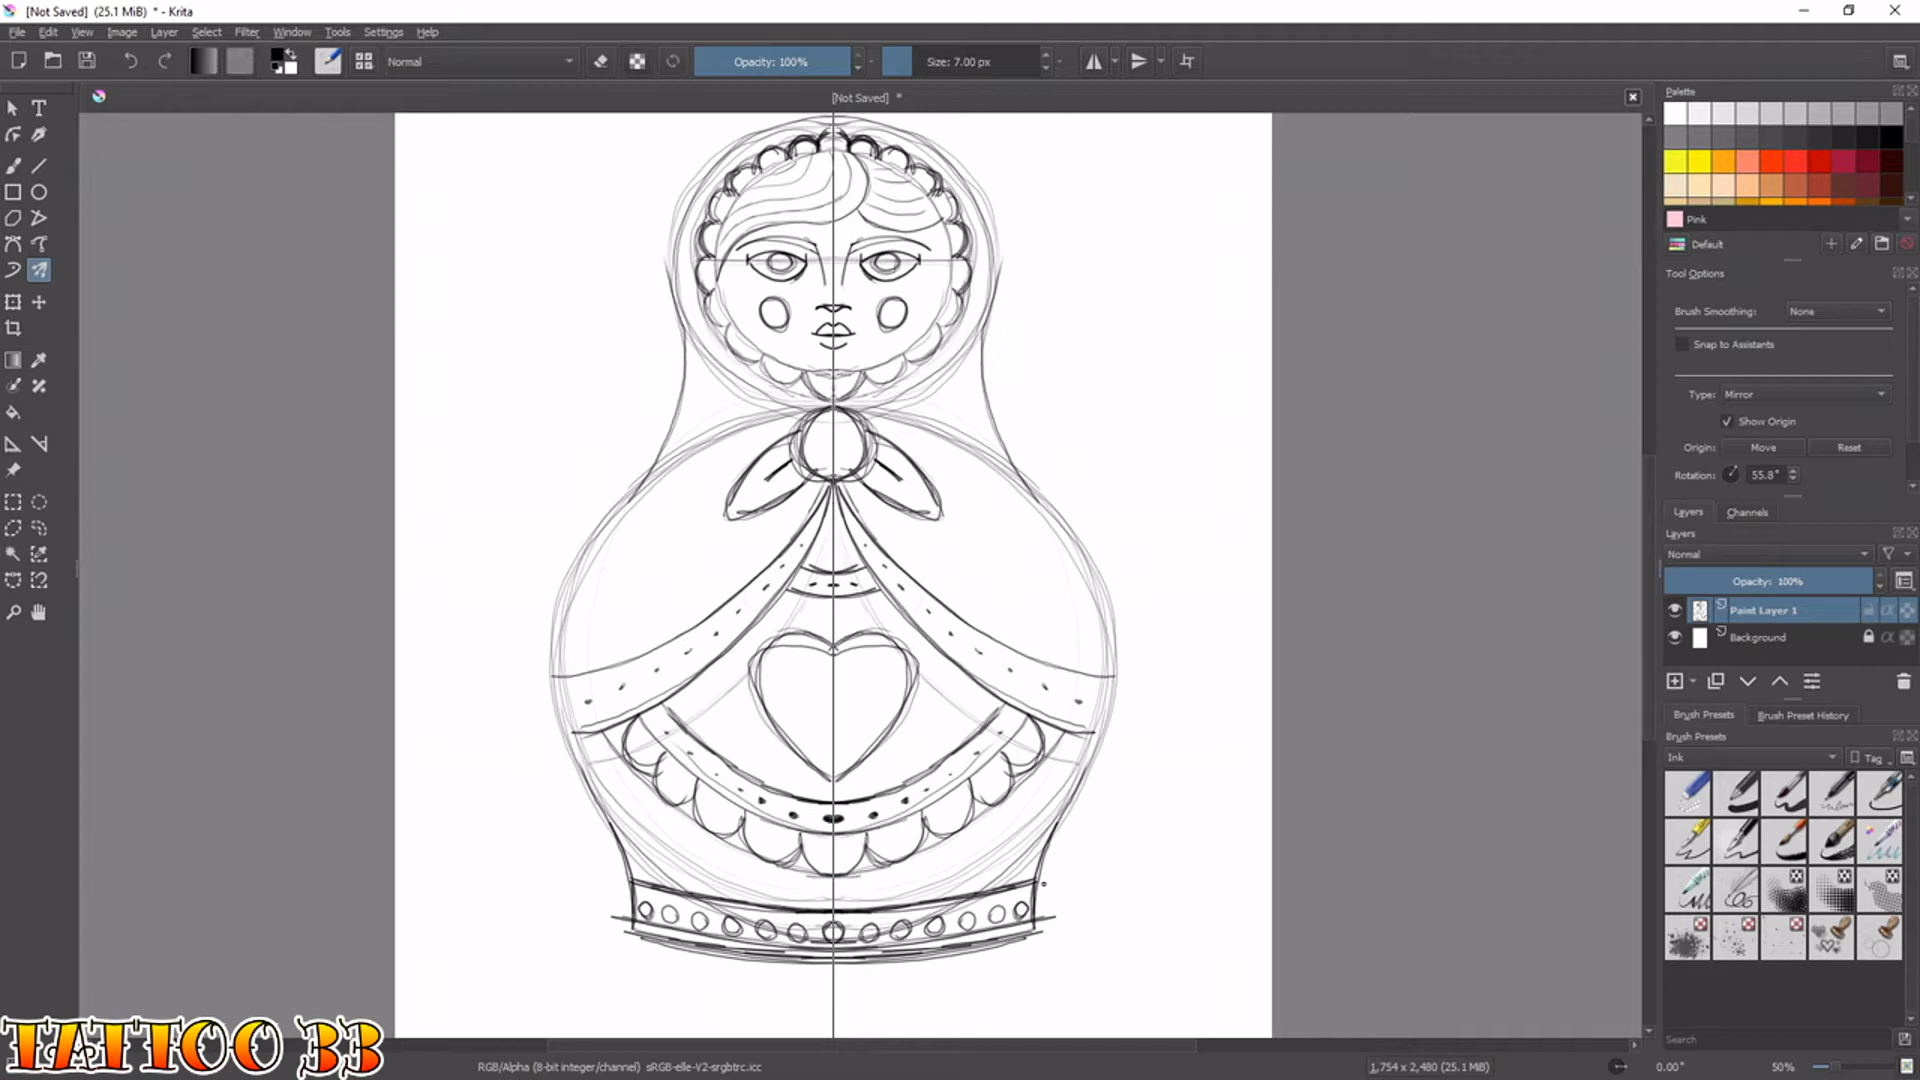 [Not Saved] (25.1 MiB) * - Krita
File Edit View Image Layer Select Filter Window Tools Settings Help
Normal
Opacity: 100%
Size: 7.00 px
[Not Saved] *
Palette
Pink
Default
Tool Options
Brush Smoothing: None
Snap to Assistants
Type: Mirror
Show Origin
Origin: Move Reset
Rotation: 55.8°
Layers Channels
Layers
Normal
Opacity: 100%
Paint Layer 1
Background
Brush Presets Brush Preset History
Brush Presets
Ink Tag
Search
TATTOO BB
RGB/Alpha (8-bit integer/channel) sRGB-elle-V2-srgbtrc.icc
1,754 x 2,480 (25.1 MiB)
0.00°
50%